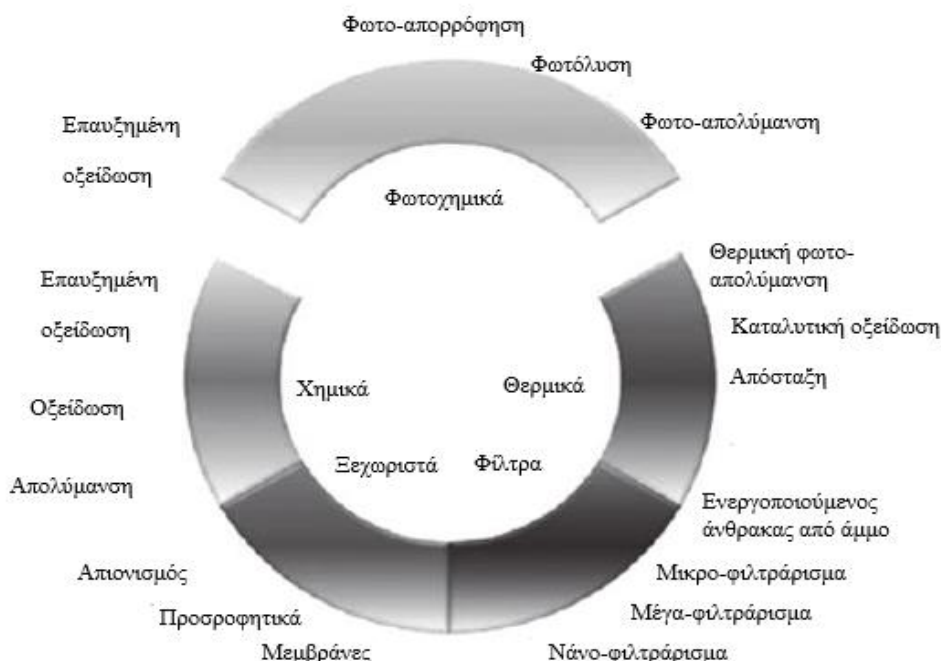 Φωτο-απορρόφηση
Φωτόλυση
Φωτο-απολύμανση
Επαυξημένη
οξείδωση
Φωτοχημικά
Θερμική φωτο-
απολύμανση
Καταλυτική οξείδωση
Απόσταξη
Θερμικά
Επαυξημένη
οξείδωση
Οξείδωση
Απολύμανση
Χημικά
Ξεχωριστά
Φίλτρα
Ενεργοποιούμενος
άνθρακας από άμμο
Μικρο-φιλτράρισμα
Μέγα-φιλτράρισμα
Νάνο-φιλτράρισμα
Απιονισμός
Προσροφητικά
Μεμβράνες